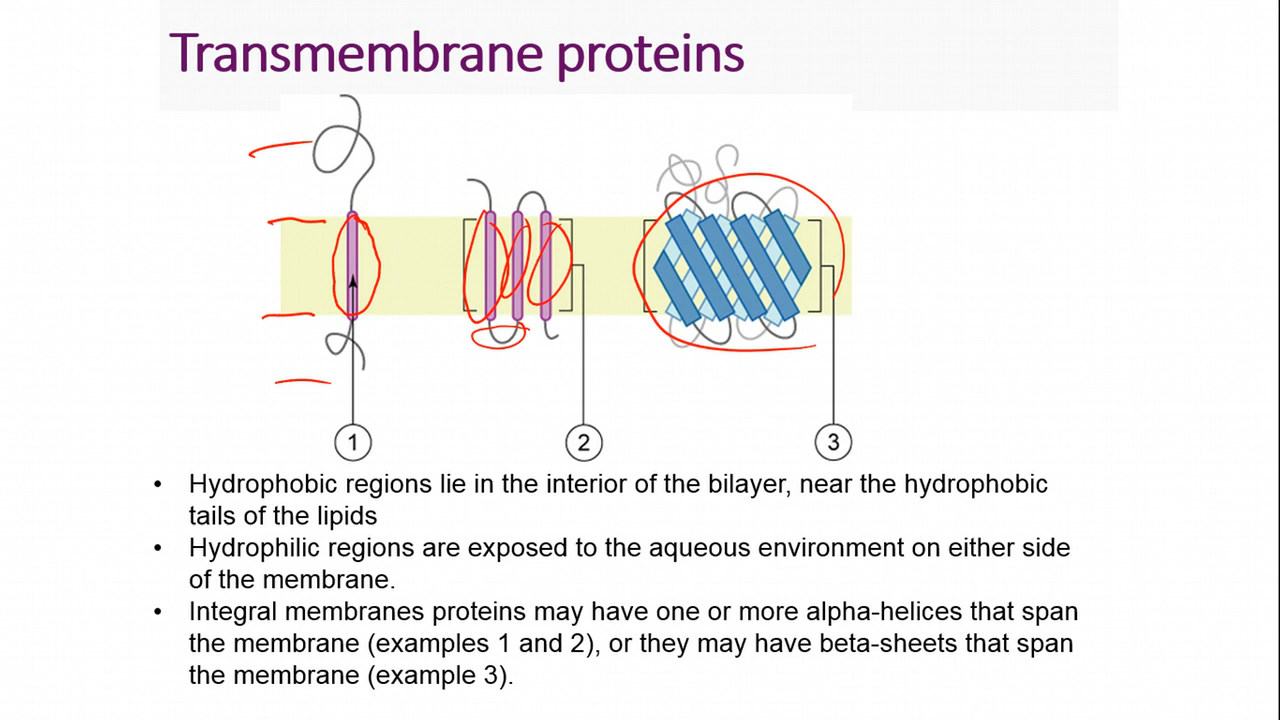 Transmembrane proteins
1 2 3
• Hydrophobic regions lie in the interior of the bilayer, near the hydrophobic
tails of the lipids
• Hydrophilic regions are exposed to the aqueous environment on either side
of the membrane.
• Integral membranes proteins may have one or more alpha-helices that span
the membrane (examples 1 and 2), or they may have beta-sheets that span
the membrane (example 3).